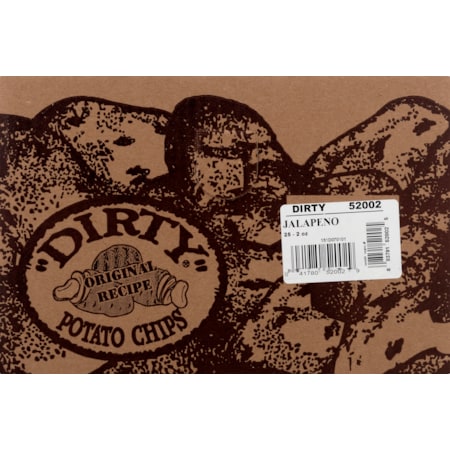 "DIRTY"®
ORIGINAL
RECIPE
POTATO CHIPS
DIRTY 52002
JALAPENO
25 - 2 oz